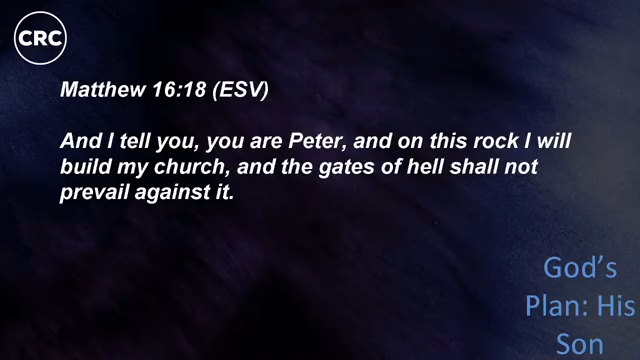 CRC
Matthew 16:18 (ESV)
And I tell you, you are Peter, and on this rock I will
build my church, and the gates of hell shall not
prevail against it.
God’s
Plan: His
Son